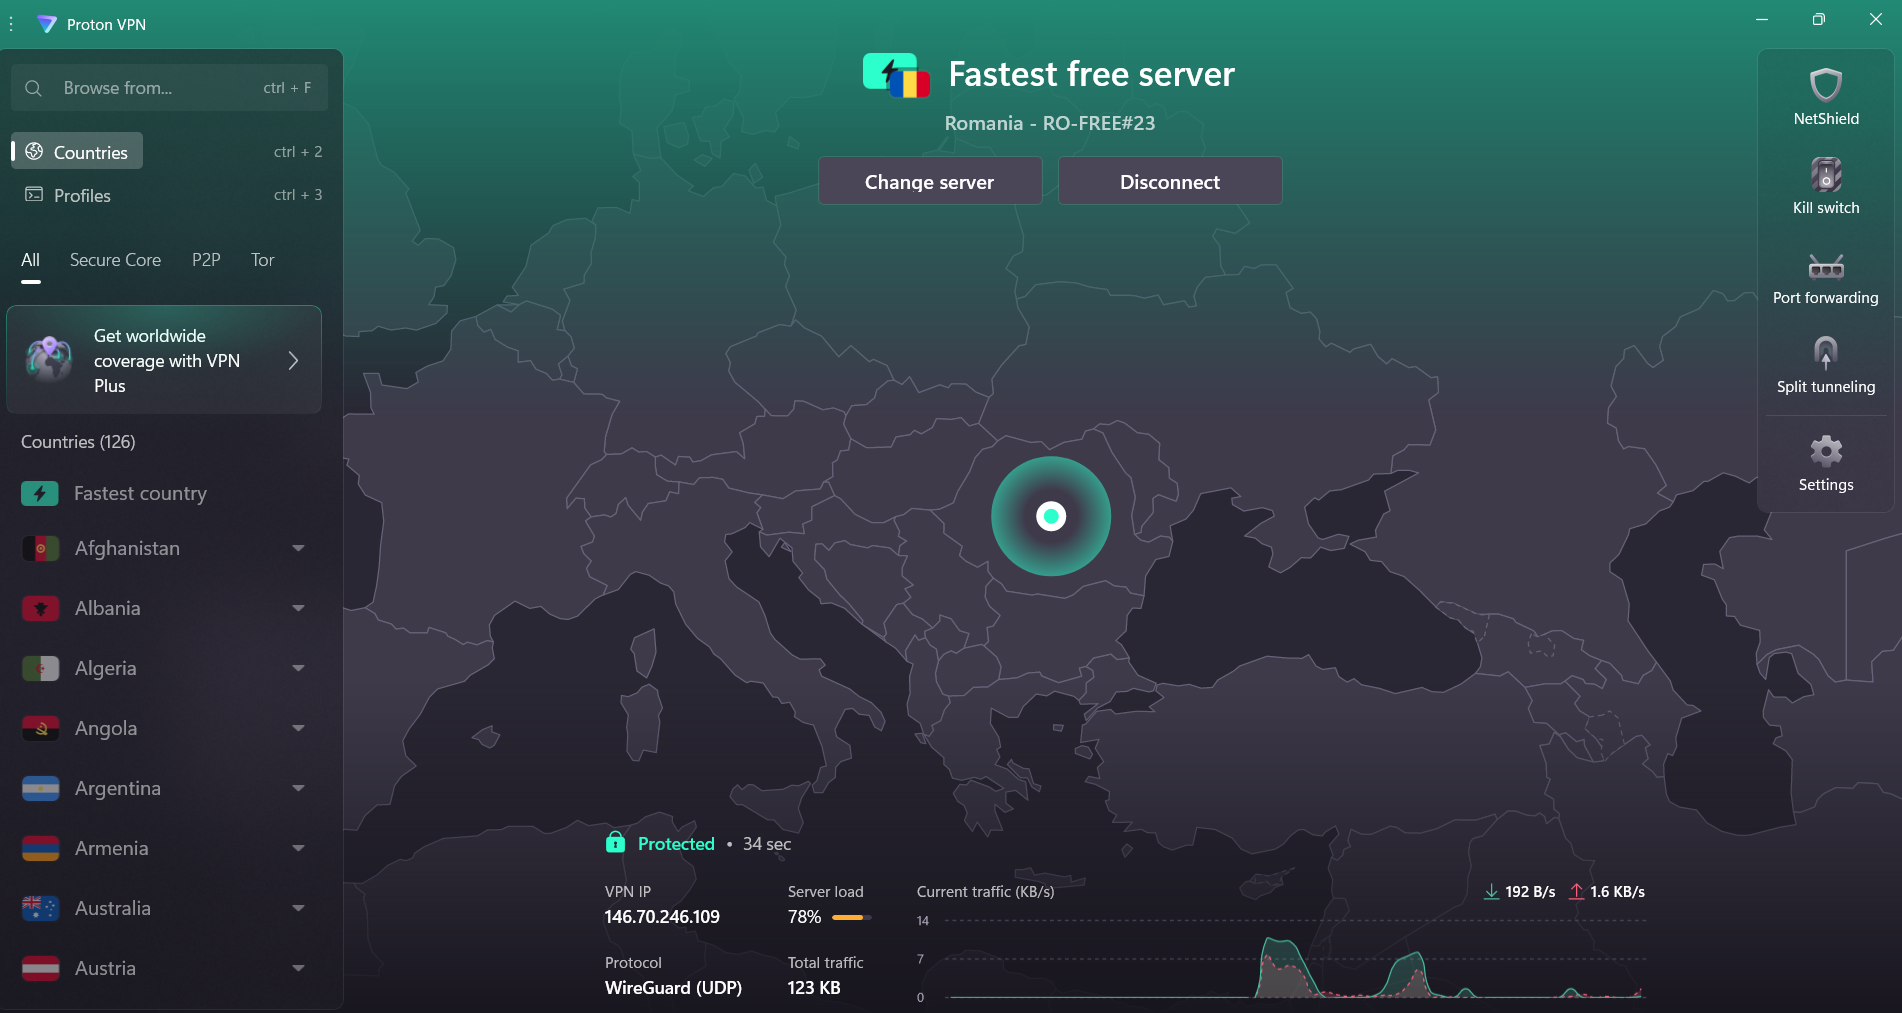 Proton VPN
Browse from...
ctrl + F
Countries
ctrl + 2
Profiles
ctrl + 3
All
Secure Core
P2P
Tor
Get worldwide
coverage with VPN
Plus
Countries (126)
Fastest country
Afghanistan
Albania
Algeria
Angola
Argentina
Armenia
Australia
Austria
Fastest free server
Romania - RO-FREE#23
Change server
Disconnect
Protected • 34 sec
VPN IP
146.70.246.109
Server load
78%
Protocol
WireGuard (UDP)
Total traffic
123 KB
Current traffic (KB/s)
192 B/s
1.6 KB/s
14
7
0
NetShield
Kill switch
Port forwarding
Split tunneling
Settings